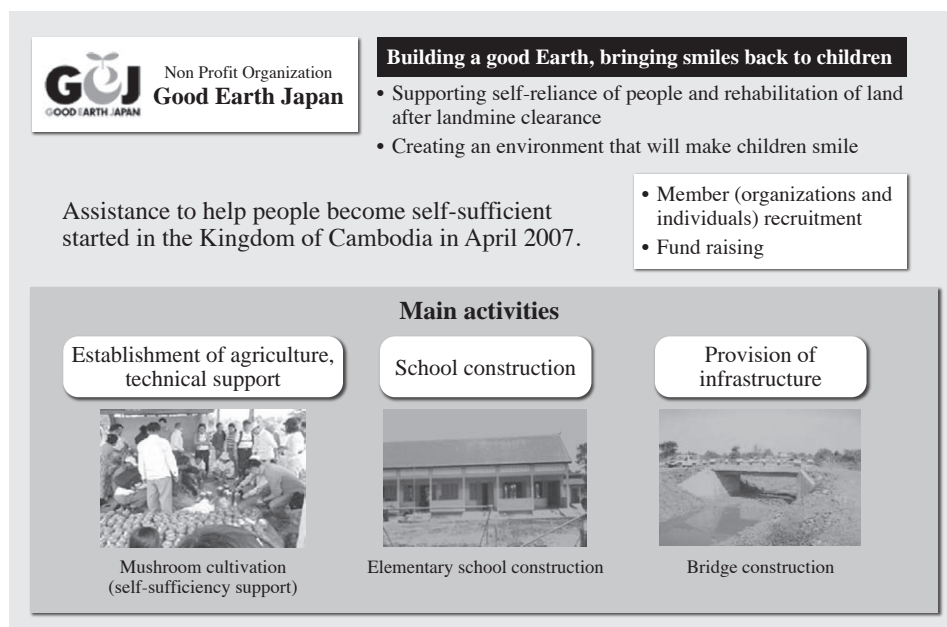 GEJ
GOOD EARTH JAPAN
Non Profit Organization
Good Earth Japan
Building a good Earth, bringing smiles back to children
• Supporting self-reliance of people and rehabilitation of land
after landmine clearance
• Creating an environment that will make children smile
Assistance to help people become self-sufficient
started in the Kingdom of Cambodia in April 2007.
• Member (organizations and
individuals) recruitment
• Fund raising
Main activities
Establishment of agriculture,
technical support
School construction
Provision of
infrastructure
Mushroom cultivation
(self-sufficiency support)
Elementary school construction
Bridge construction